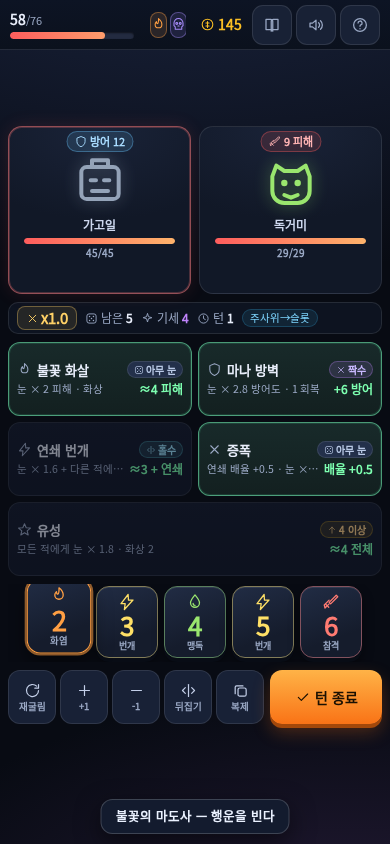 58/76
145
방어 12
가고일
45/45
9 피해
독거미
29/29
x1.0
남은 5
기세 4
턴 1
주사위→슬롯
불꽃 화살
아무 눈
눈 × 2 피해 · 화상
≈4 피해
마나 방벽
짝수
눈 × 2.8 방어도 · 1 회복
+6 방어
연쇄 번개
홀수
눈 × 1.6 + 다른 적에…
≈3 + 연쇄
증폭
아무 눈
연쇄 배율 +0.5 · 눈 ×…
배율 +0.5
유성
4 이상
모든 적에게 눈 × 1.8 · 화상 2
≈4 전체
2
화염
3
번개
4
맹독
5
번개
6
참격
재굴림
+1
-1
뒤집기
복제
턴 종료
불꽃의 마도사 — 행운을 빈다